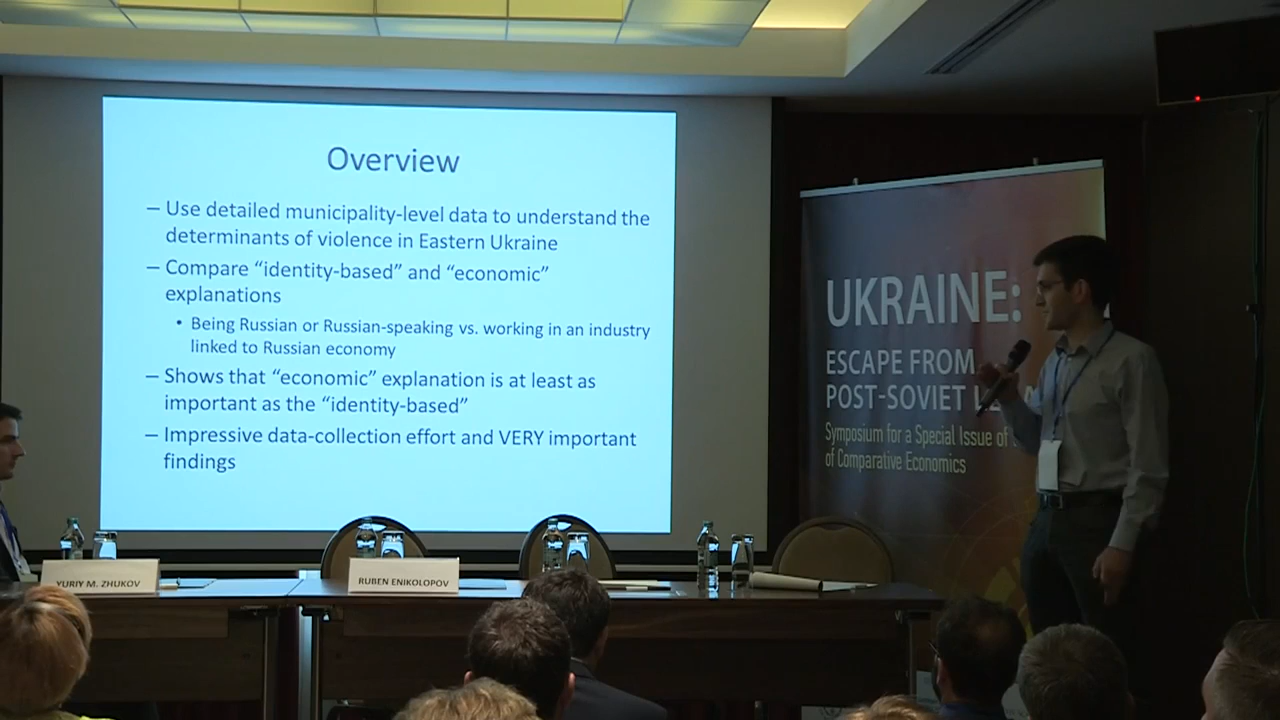 Overview
– Use detailed municipality-level data to understand the
determinants of violence in Eastern Ukraine
– Compare “identity-based” and “economic”
explanations
• Being Russian or Russian-speaking vs. working in an industry
linked to Russian economy
– Shows that “economic” explanation is at least as
important as the “identity-based”
– Impressive data-collection effort and VERY important
findings
UKRAINE:
ESCAPE FROM
POST-SOVIET
Symposium for a Special Issue of
of Comparative Economics
YURIY M. ZHUKOV
RUBEN ENIKOLOPOV